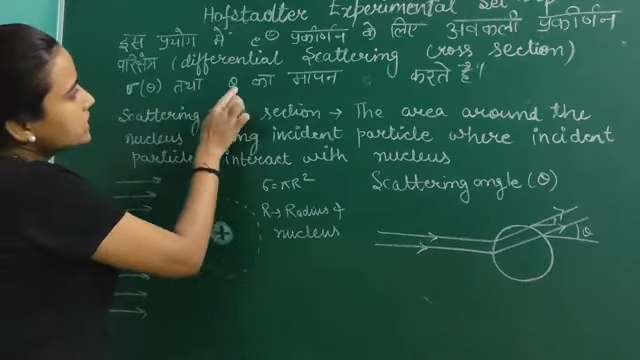 Hofstadter Experimental Set
इस प्रयोग में e⊖ प्रकीर्णन के लिए अवकली प्रकीर्णन
परिक्षेत्र (differential Scattering cross section)
σ(θ) तथा θ का मापन करते हैं।
Scattering section → The area around the
nucleus incident particle where incident
particle interact with nucleus
σ=πR²
R→ Radius of
nucleus
Scattering angle (θ)
+
θ